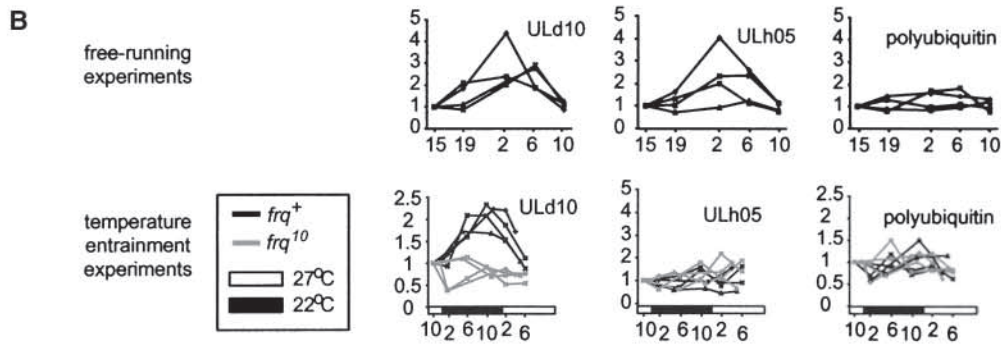 B
free-running
experiments
ULd10
5
4
3
2
1
0
15 19 2 6 10
ULh05
5
4
3
2
1
0
15 19 2 6 10
polyubiquitin
5
4
3
2
1
0
15 19 2 6 10
temperature
entrainment
experiments
frq+
frq10
27°C
22°C
ULd10
2.5
2
1.5
1
0.5
0
10 2 6 10 2 6
ULh05
5
4
3
2
1
0
10 2 6 10 2 6
polyubiquitin
2.5
2
1.5
1
0.5
0
10 2 6 10 2 6